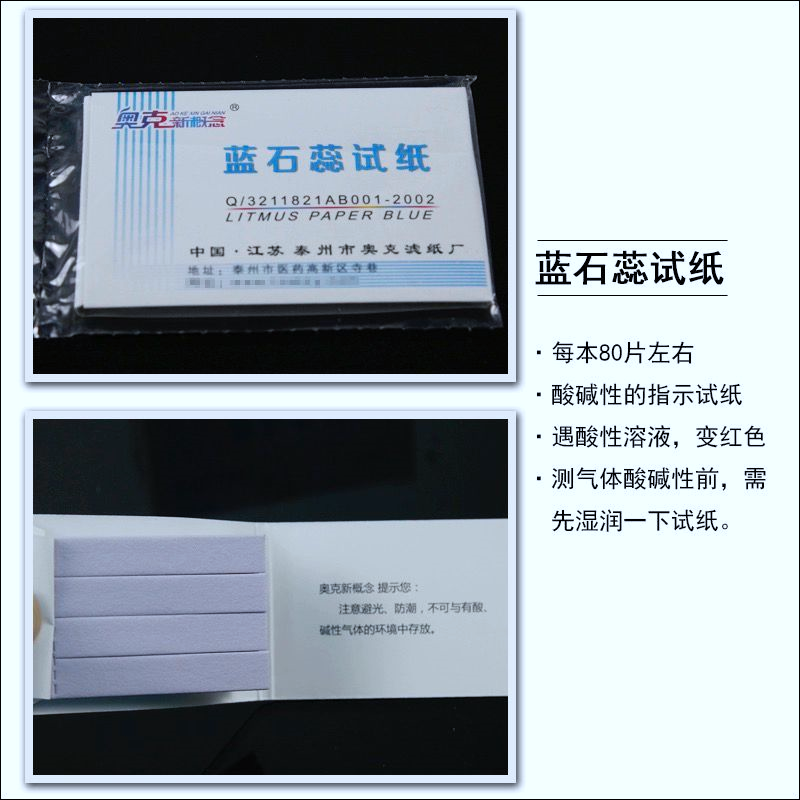 奥克新概念®
AO KE XIN GAI NIAN
蓝石蕊试纸
Q/3211821AB001-2002
LITMUS PAPER BLUE
中国·江苏 泰州市奥克滤纸厂
地址：泰州市医药高新区寺巷
蓝石蕊试纸
· 每本80片左右
· 酸碱性的指示试纸
· 遇酸性溶液，变红色
· 测气体酸碱性前，需
先湿润一下试纸。
奥克新概念 提示您：
注意避光、防潮，不可与有酸、
碱性气体的环境中存放。